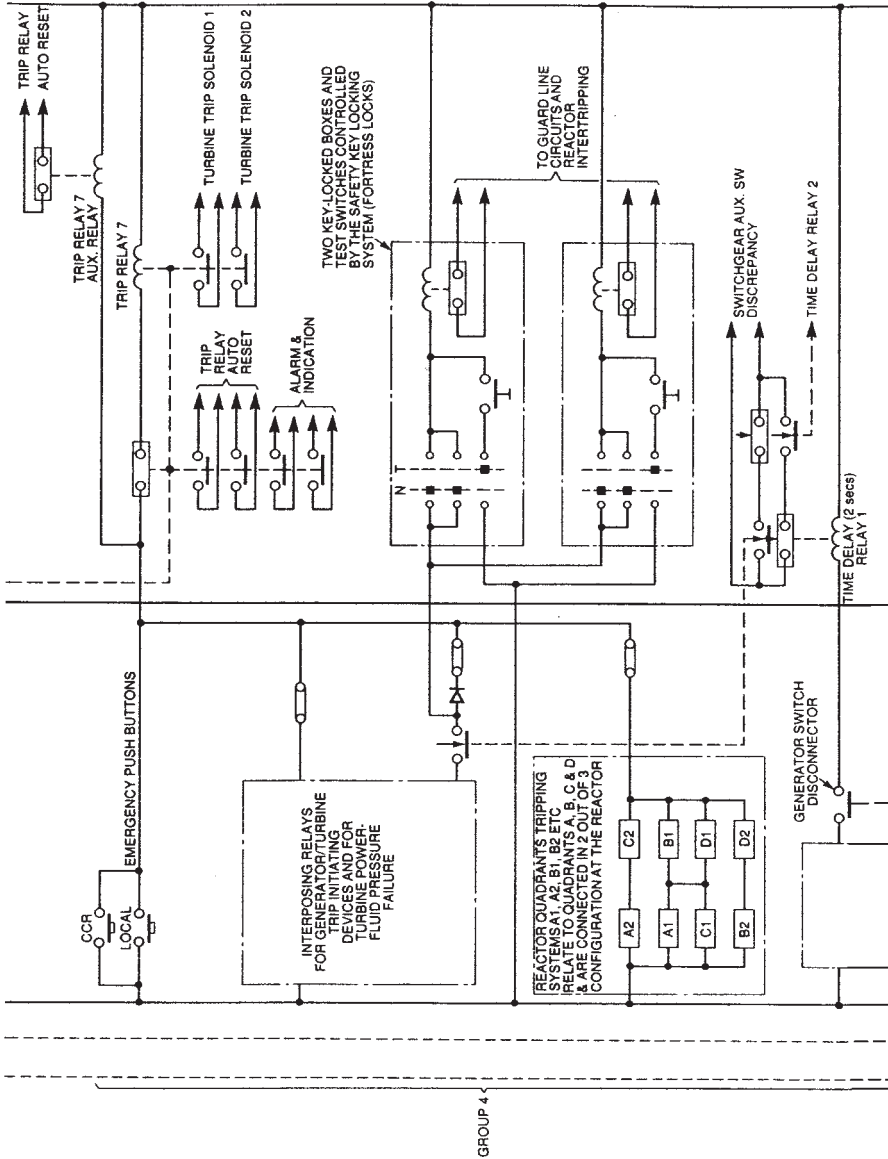 TRIP RELAY
AUTO RESET
TRIP RELAY 7
AUX. RELAY
TRIP RELAY 7
TURBINE TRIP SOLENOID 1
TURBINE TRIP SOLENOID 2
TRIP
RELAY
AUTO
RESET
ALARM &
INDICATION
TWO KEY-LOCKED BOXES AND
TEST SWITCHES CONTROLLED
BY THE SAFETY KEY LOCKING
SYSTEM (FORTRESS LOCKS)
N
T
TO GUARD LINE
CIRCUITS AND
REACTOR
INTERTRIPPING
SWITCHGEAR AUX. SW
DISCREPANCY
TIME DELAY RELAY 2
TIME DELAY (2 secs)
RELAY 1
EMERGENCY PUSH BUTTONS
CCR
LOCAL
INTERPOSING RELAYS
FOR GENERATOR/TURBINE
TRIP INITIATING
DEVICES AND FOR
TURBINE POWER-
FLUID PRESSURE
FAILURE
REACTOR QUADRANTS TRIPPING
SYSTEMS A1, A2, B1, B2 ETC
RELATE TO QUADRANTS A, B, C & D
& ARE CONNECTED IN 2 OUT OF 3
CONFIGURATION AT THE REACTOR
A2
C2
A1
B1
C1
D1
B2
D2
GENERATOR SWITCH
DISCONNECTOR
GROUP 4